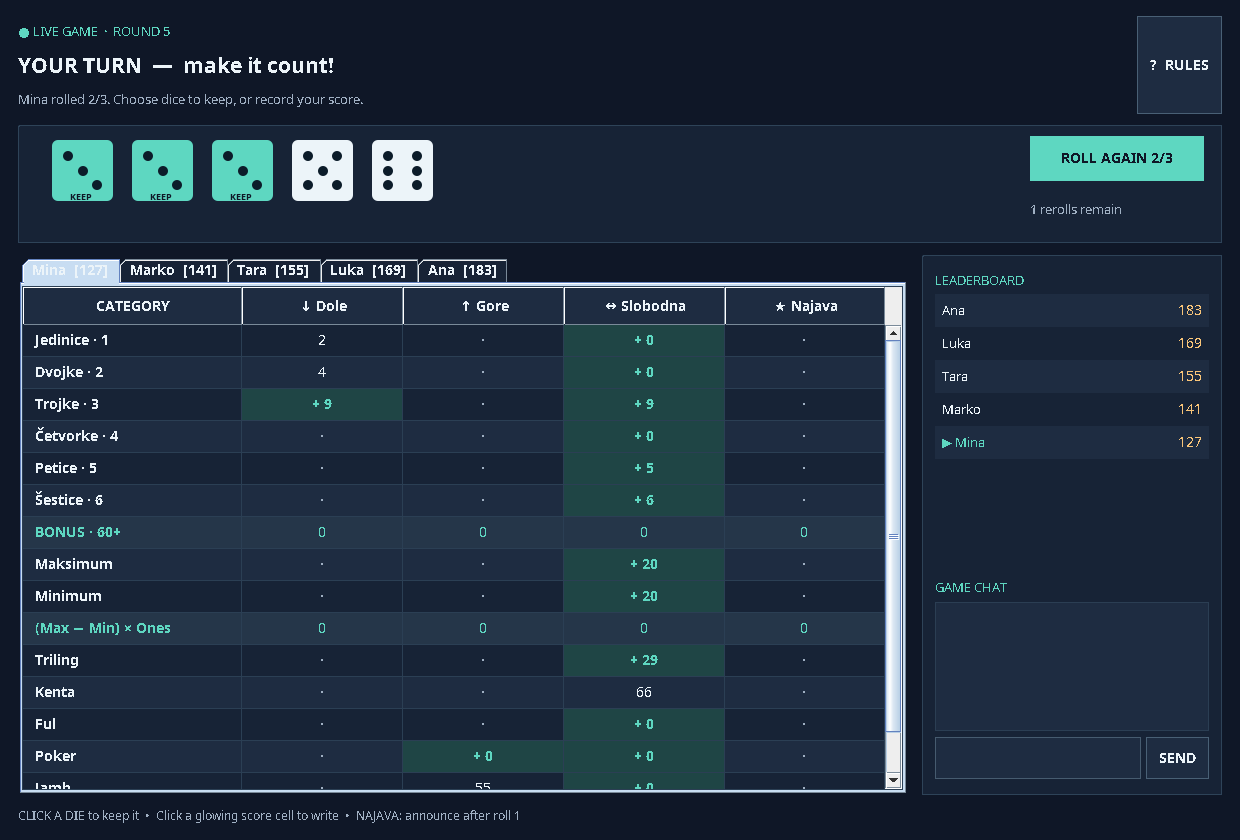 LIVE GAME · ROUND 5
YOUR TURN — make it count!
Mina rolled 2/3. Choose dice to keep, or record your score.
? RULES
KEEP KEEP KEEP
ROLL AGAIN 2/3
1 rerolls remain
Mina [127] Marko [141] Tara [155] Luka [169] Ana [183]
CATEGORY ↓ Dole ↑ Gore ↔ Slobodna ★ Najava
Jedinice · 1 2 · + 0 ·
Dvojke · 2 4 · + 0 ·
Trojke · 3 + 9 · + 9 ·
Četvorke · 4 · · + 0 ·
Petice · 5 · · + 5 ·
Šestice · 6 · · + 6 ·
BONUS · 60+ 0 0 0 0
Maksimum · · + 20 ·
Minimum · · + 20 ·
(Max − Min) × Ones 0 0 0 0
Triling · · + 29 ·
Kenta · · 66 ·
Ful · · + 0 ·
Poker · + 0 + 0 ·
Jamb · 55 + 0 ·
LEADERBOARD
Ana 183
Luka 169
Tara 155
Marko 141
▶ Mina 127
GAME CHAT
SEND
CLICK A DIE to keep it • Click a glowing score cell to write • NAJAVA: announce after roll 1